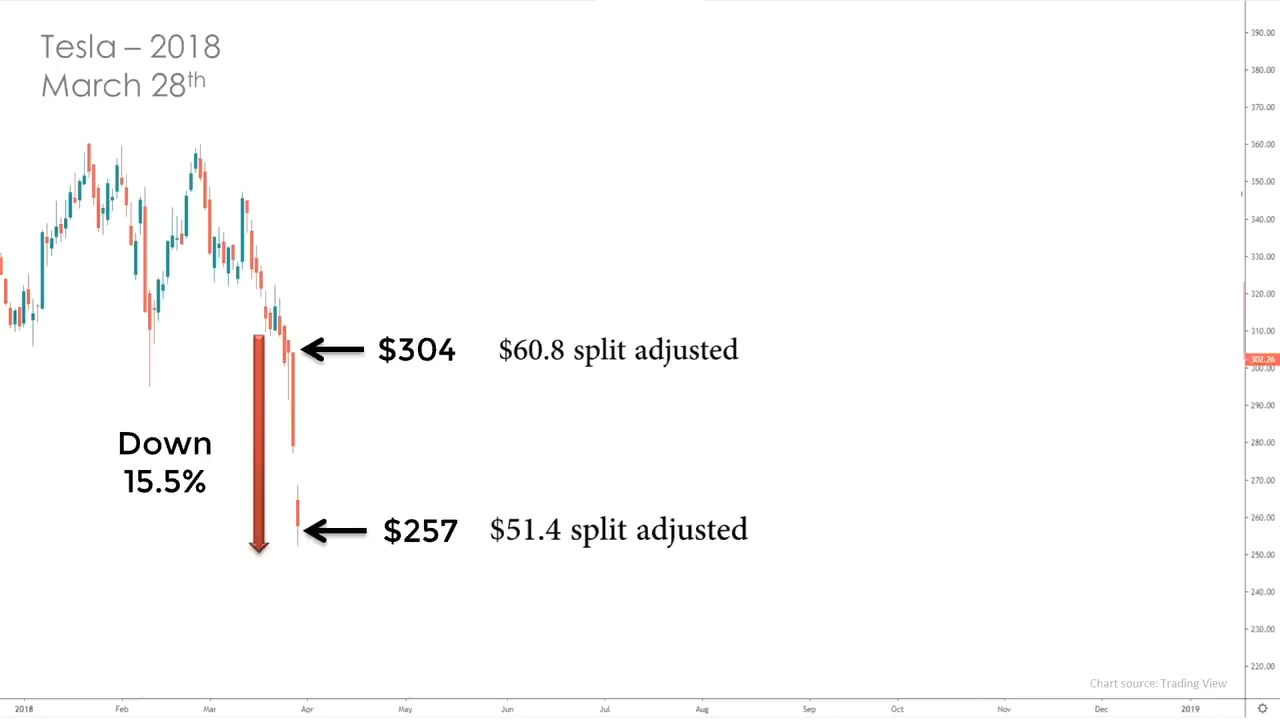 Tesla – 2018
March 28th
390.00
380.00
370.00
360.00
350.00
340.00
330.00
320.00
310.00
302.26
300.00
290.00
280.00
270.00
260.00
250.00
240.00
230.00
220.00
$304 $60.8 split adjusted
Down
15.5%
$257 $51.4 split adjusted
Chart source: Trading View
2018 Feb Mar Apr May Jun Jul Aug Sep Oct Nov Dec 2019